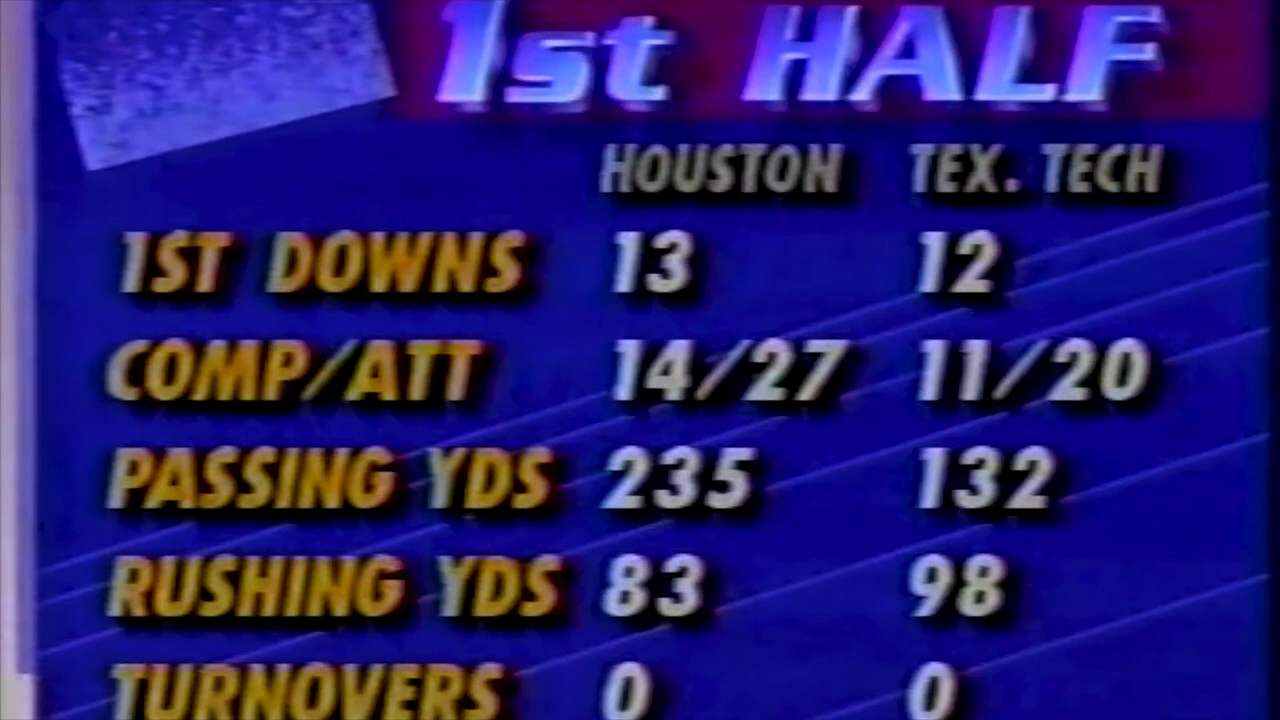 1st HALF
HOUSTON TEX. TECH
1ST DOWNS 13 12
COMP/ATT 14/27 11/20
PASSING YDS 235 132
RUSHING YDS 83 98
TURNOVERS 0 0